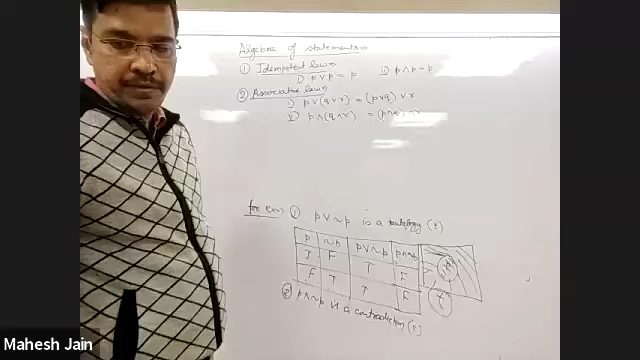 Algebra of statements
① Idempotent laws
i) p∨p = p    ii) p∧p = p
② Associative laws
i) p∨(q∨r) = (p∨q)∨r
ii) p∧(q∧r) = (p∧q)∧r
for ex ① p∨~p is a tautology (t)
p ~p p∨~p p∧~p
T F T F
F T T F
② p∧~p is a contradiction
Mahesh Jain